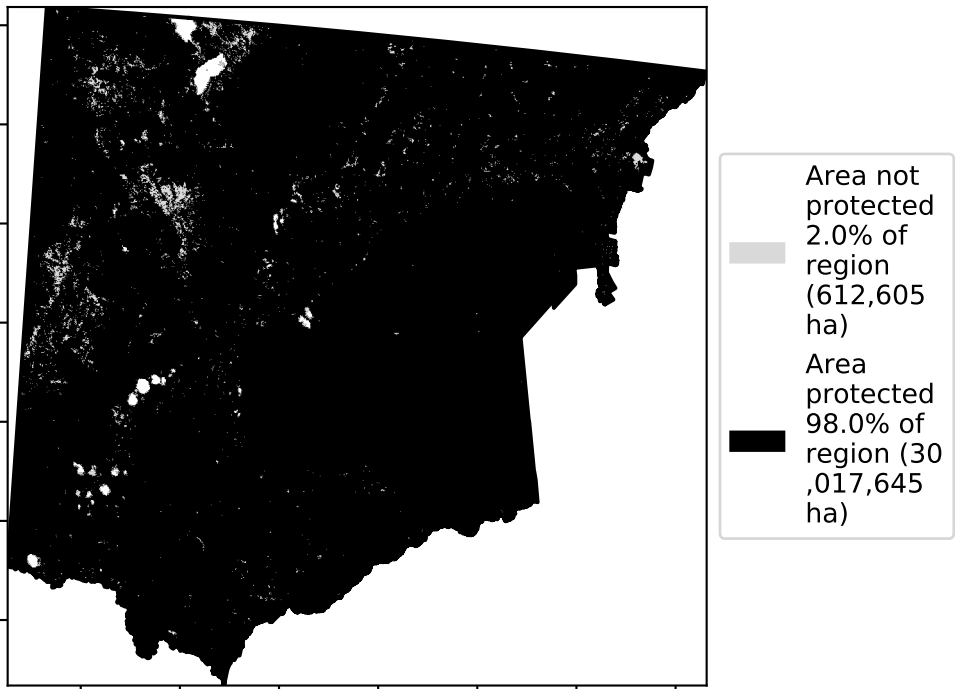 Area not
protected
2.0% of
region
(612,605
ha)
Area
protected
98.0% of
region (30
,017,645
ha)